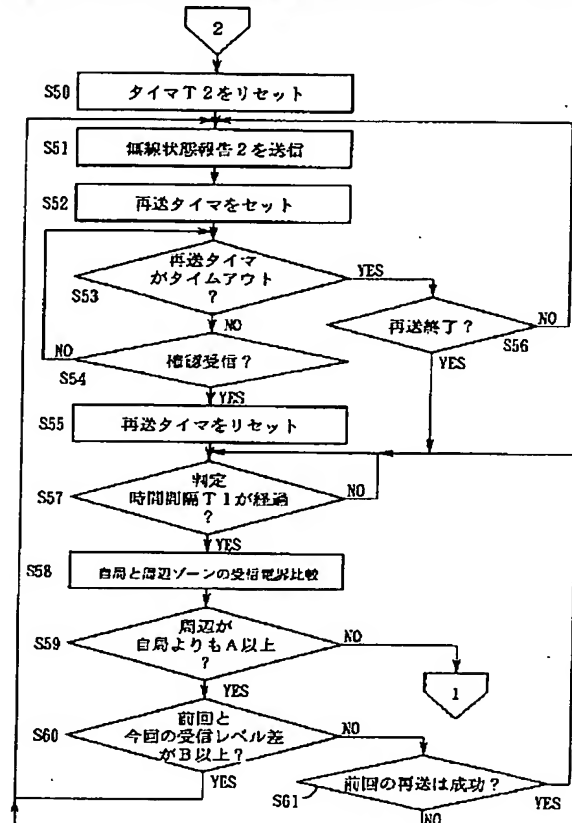 2
S50
タイマT2をリセット
S51
無線状態報告2を送信
S52
再送タイマをセット
再送タイマ
がタイムアウト
?
S53
YES
NO
再送終了?
NO
S56
YES
NO
確認受信?
S54
YES
S55
再送タイマをリセット
判定
時間間隔T1が経過
?
S57
NO
YES
S58
自局と周辺ゾーンの受信電界比較
周辺が
自局よりもA以上
?
S59
NO
1
YES
前回と
今回の受信レベル差
がB以上?
S60
NO
YES
前回の再送は成功?
S61
YES
NO